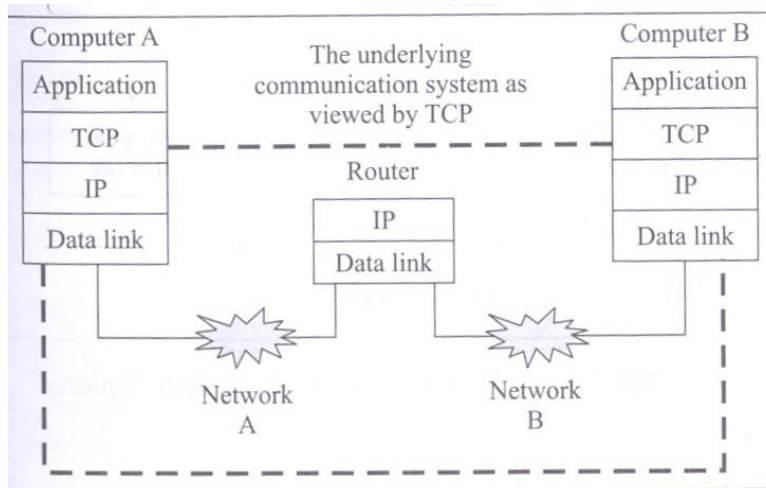 Computer A
Application
TCP
IP
Data link
The underlying
communication system as
viewed by TCP
Router
IP
Data link
Computer B
Application
TCP
IP
Data link
Network
A
Network
B